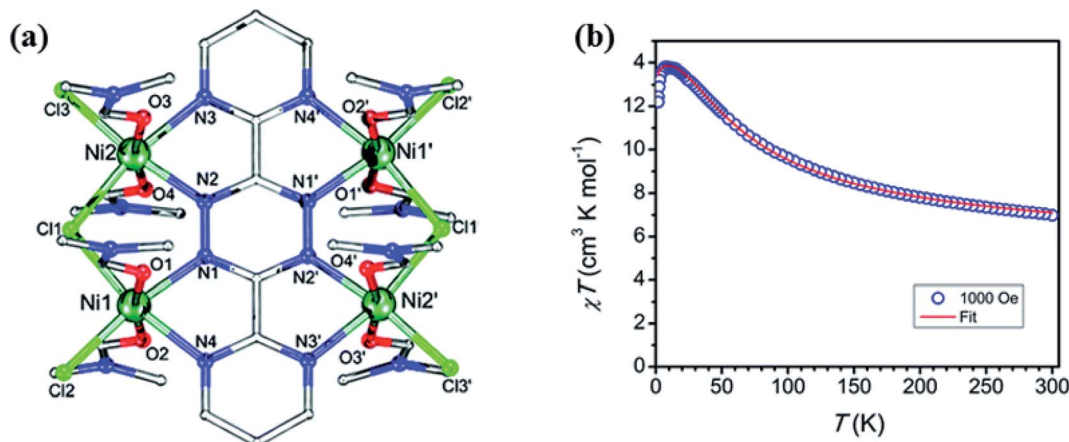 (a)
Cl3 O3 N3 N4' O2' Cl2'
Ni2 Ni1'
O4 N2 N1' O1'
Cl1 Cl1
O1 N1 N2' O4'
Ni1 Ni2'
O2 N4 N3' O3'
Cl2 Cl3'
(b)
16
14
12
10
8
6
4
2
0
χT (cm³ K mol⁻¹)
1000 Oe
Fit
0 50 100 150 200 250 300
T (K)